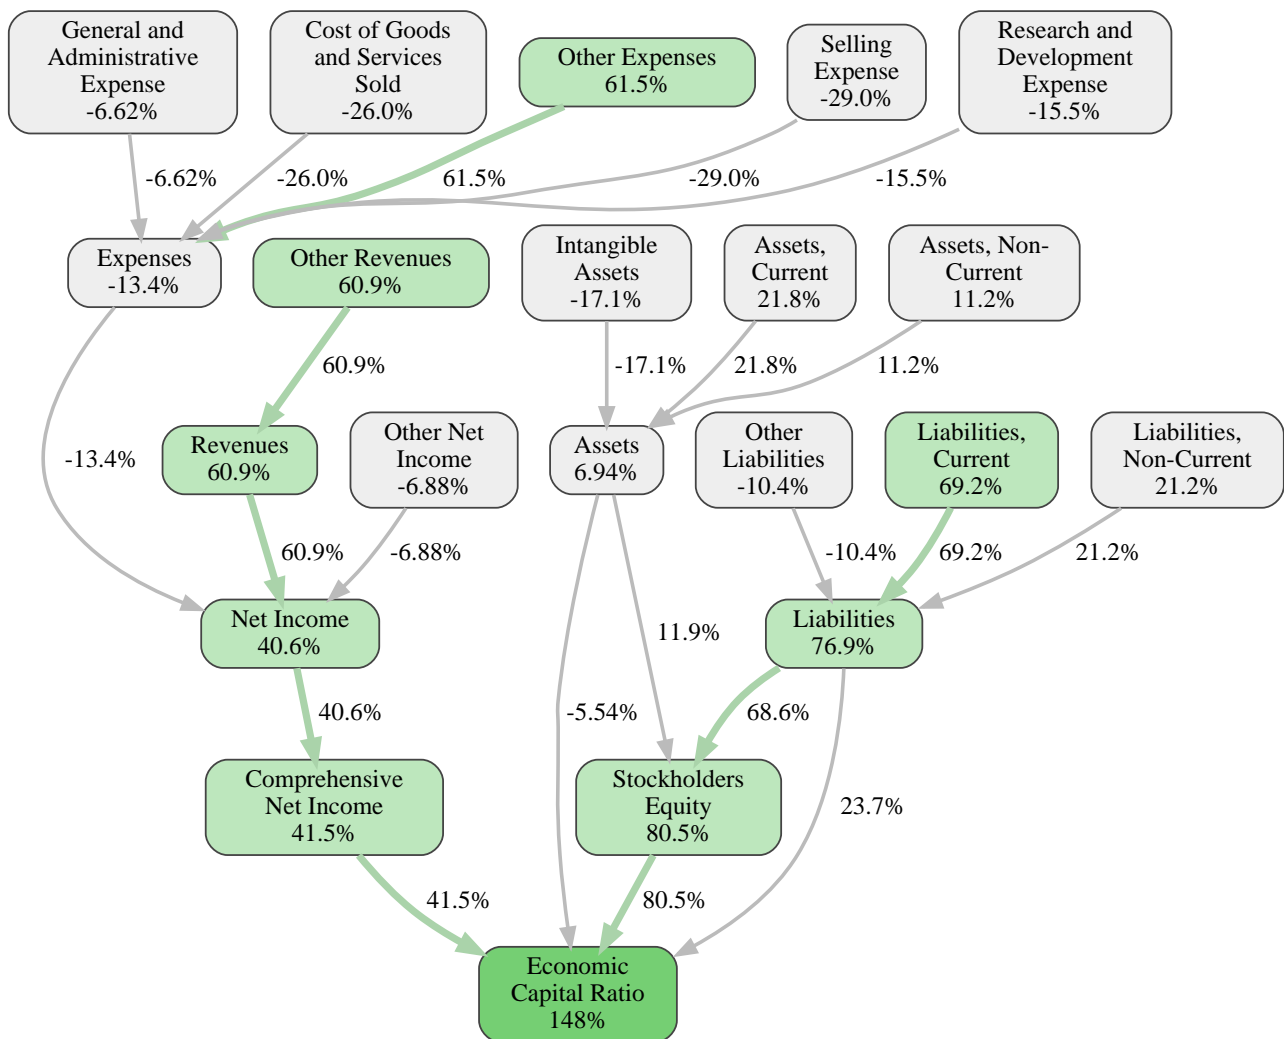 General and
Administrative
Expense
-6.62%
Cost of Goods
and Services
Sold
-26.0%
Other Expenses
61.5%
Selling
Expense
-29.0%
Research and
Development
Expense
-15.5%
-6.62%
-26.0%
61.5%
-29.0%
-15.5%
Expenses
-13.4%
Other Revenues
60.9%
Intangible
Assets
-17.1%
Assets,
Current
21.8%
Assets, Non-
Current
11.2%
60.9%
-17.1%
21.8%
11.2%
-13.4%
Revenues
60.9%
Other Net
Income
-6.88%
Assets
6.94%
Other
Liabilities
-10.4%
Liabilities,
Current
69.2%
Liabilities,
Non-Current
21.2%
60.9%
-6.88%
-10.4%
69.2%
21.2%
Net Income
40.6%
11.9%
Liabilities
76.9%
40.6%
-5.54%
68.6%
Comprehensive
Net Income
41.5%
Stockholders
Equity
80.5%
23.7%
41.5%
80.5%
Economic
Capital Ratio
148%